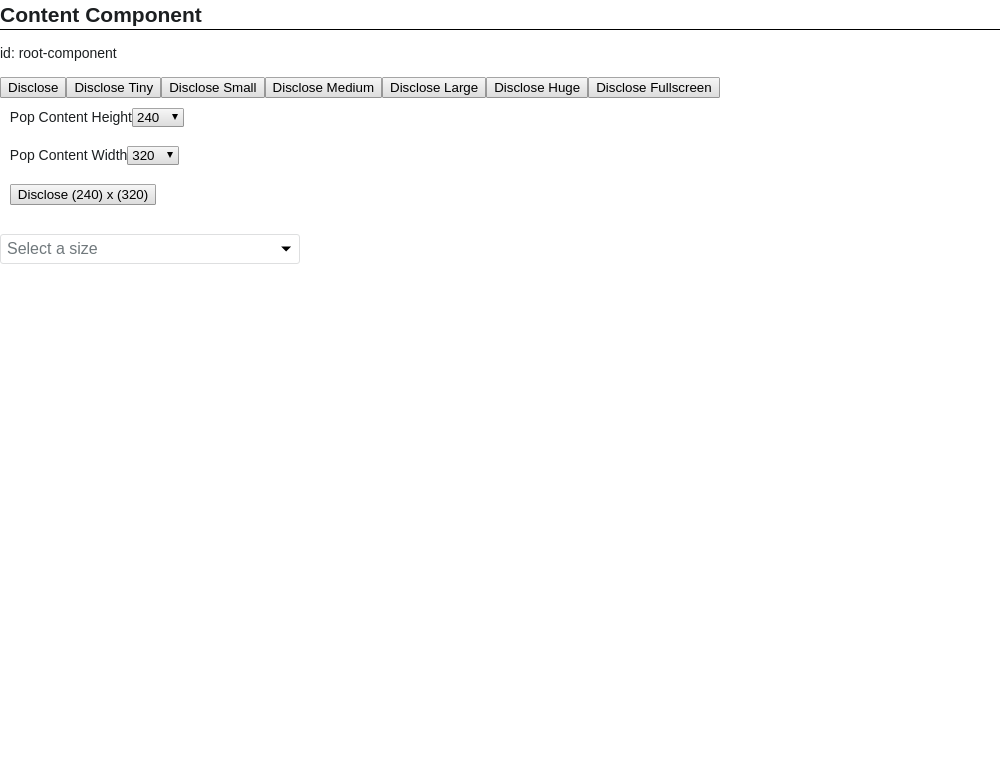 Content Component
id: root-component
Disclose Disclose Tiny Disclose Small Disclose Medium Disclose Large Disclose Huge Disclose Fullscreen
Pop Content Height 240
Pop Content Width 320
Disclose (240) x (320)
Select a size